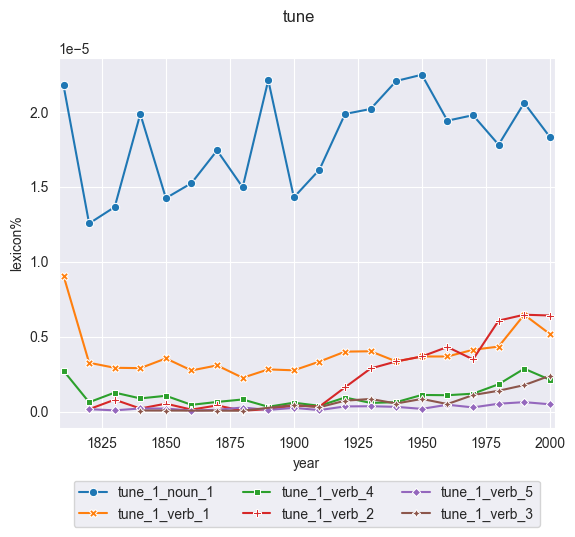 tune
1e−5
2.0
1.5
1.0
0.5
0.0
lexicon%
1825 1850 1875 1900 1925 1950 1975 2000
year
tune_1_noun_1 tune_1_verb_4 tune_1_verb_5
tune_1_verb_1 tune_1_verb_2 tune_1_verb_3